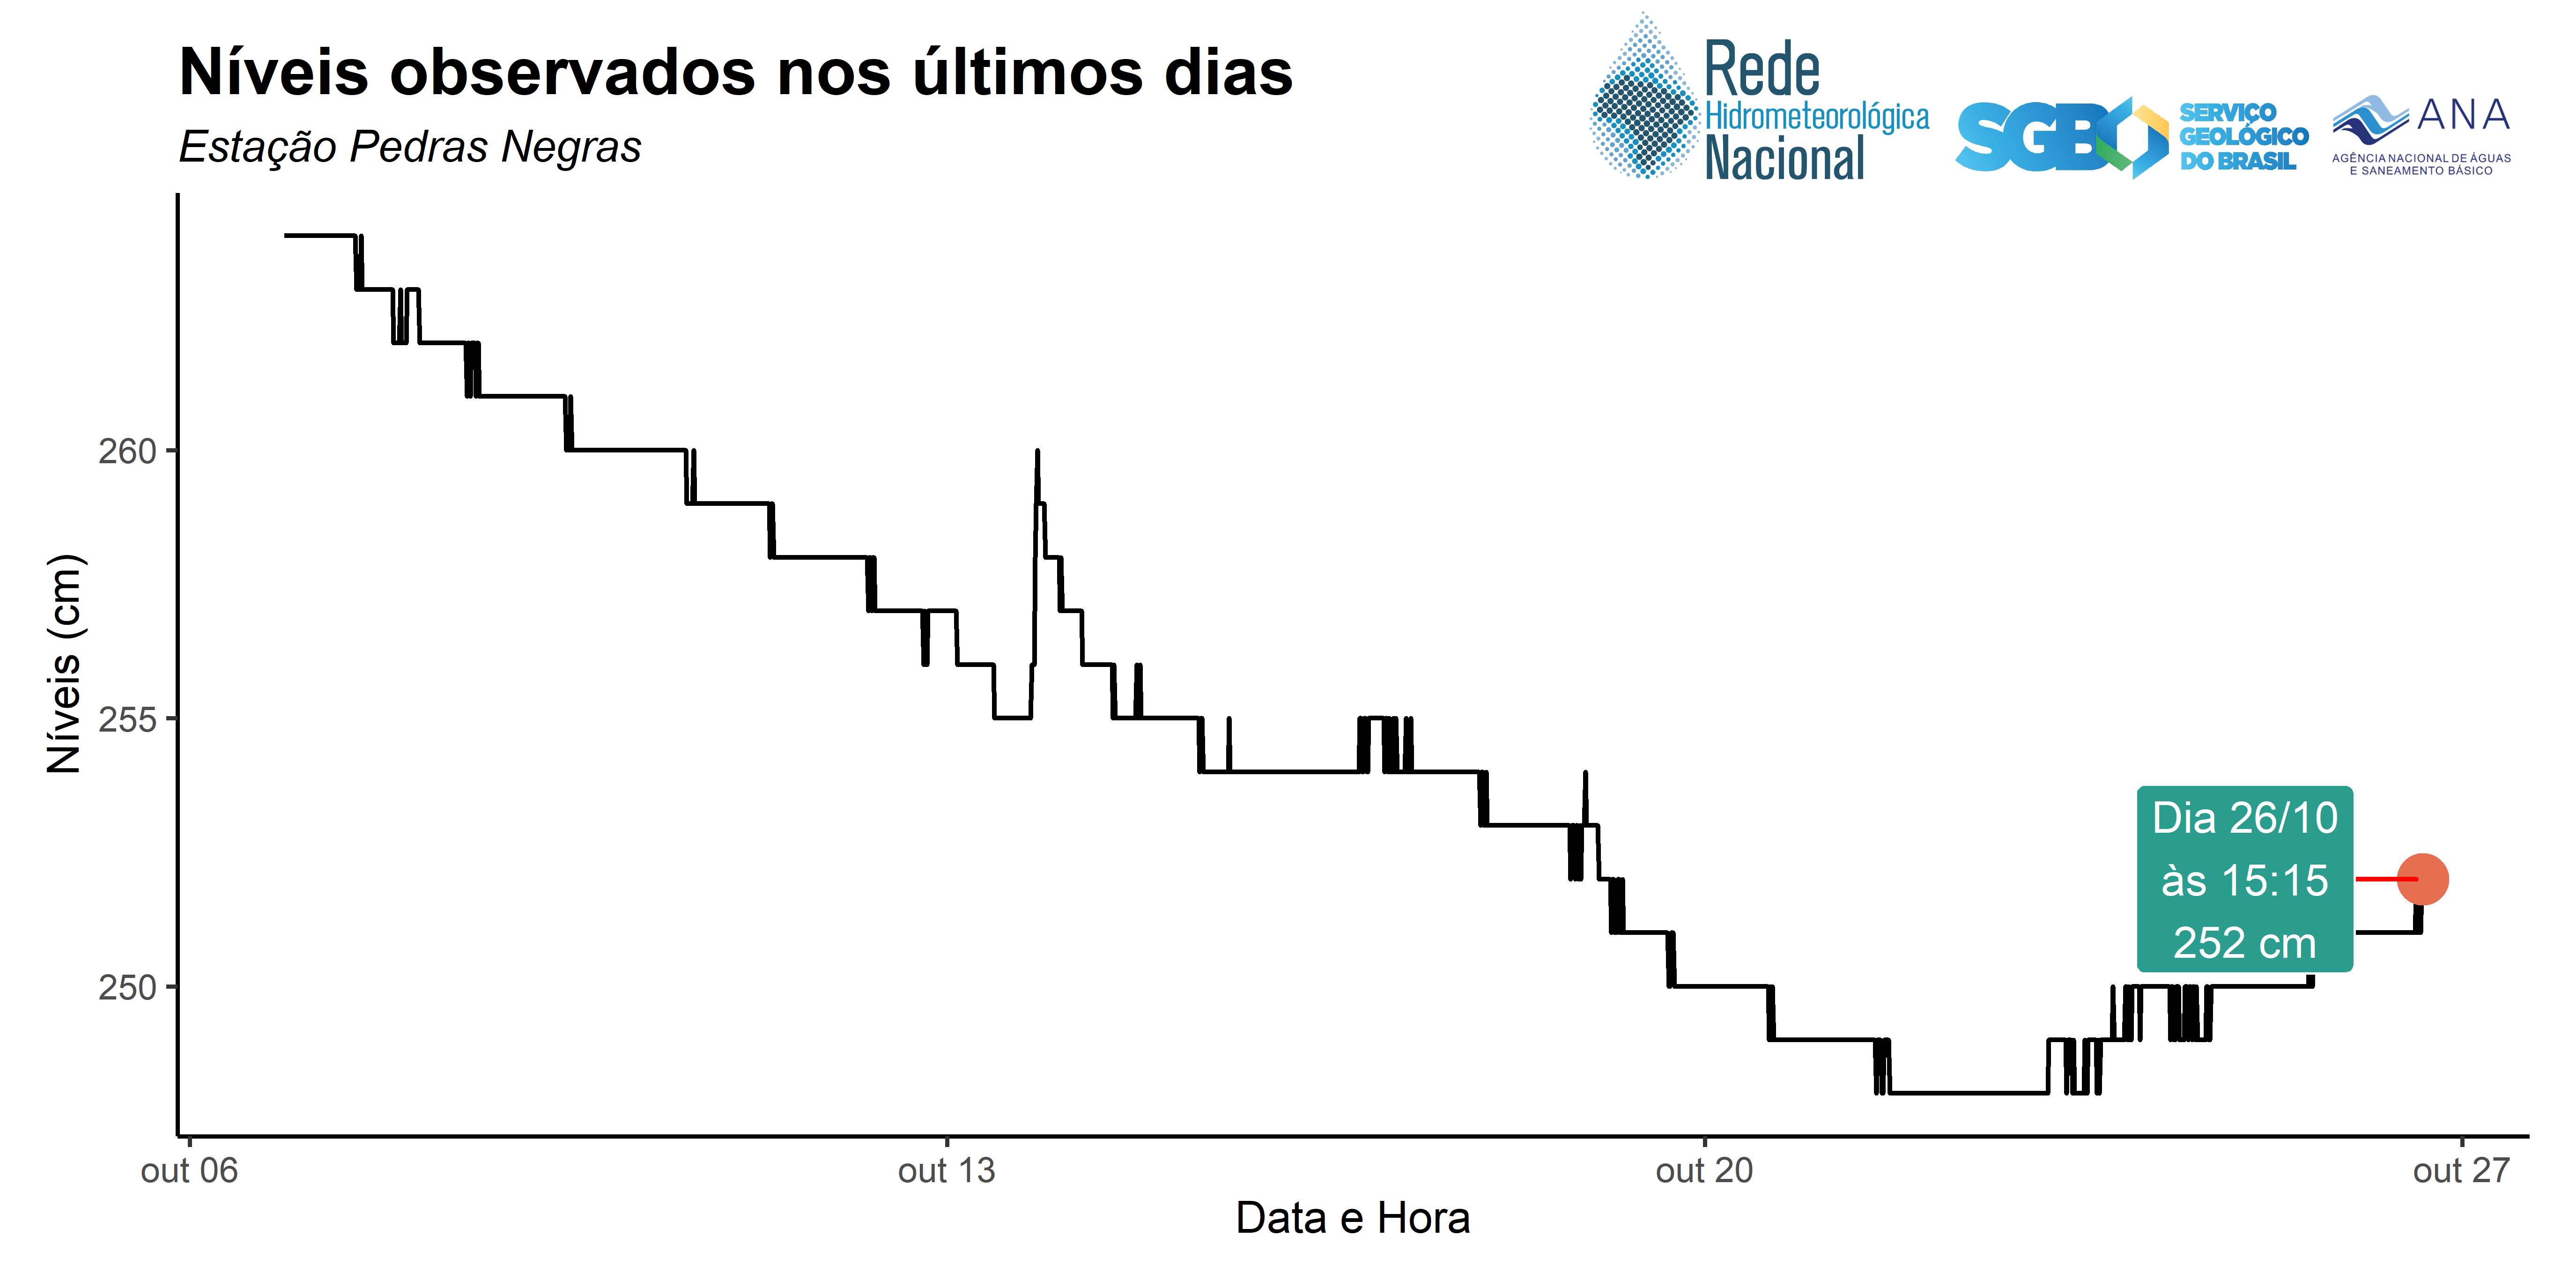 Níveis observados nos últimos dias
Estação Pedras Negras
Rede
Hidrometeorológica
Nacional
SGB
SERVIÇO
GEOLÓGICO
DO BRASIL
ANA
AGÊNCIA NACIONAL DE ÁGUAS
E SANEAMENTO BÁSICO
Níveis (cm)
260
255
250
Dia 26/10
às 15:15
252 cm
out 06
out 13
out 20
out 27
Data e Hora